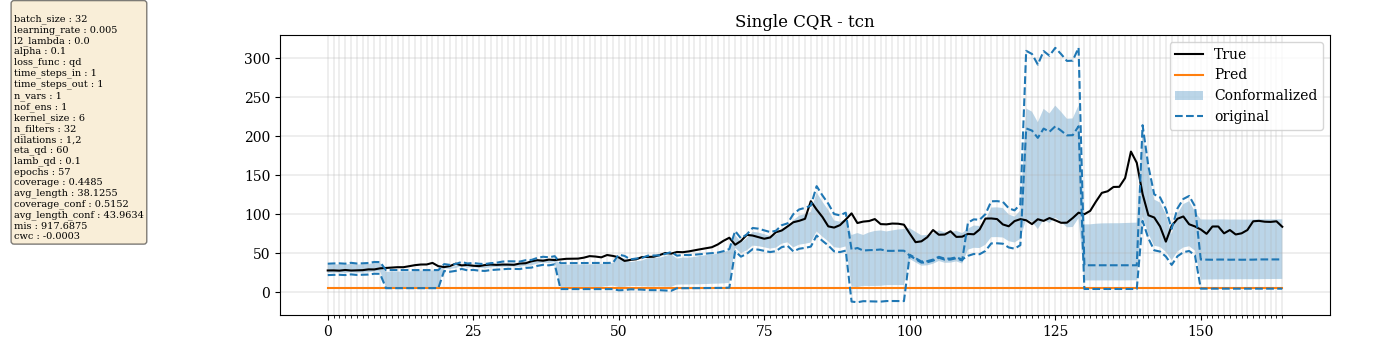 batch_size : 32
learning_rate : 0.005
l2_lambda : 0.0
alpha : 0.1
loss_func : qd
time_steps_in : 1
time_steps_out : 1
n_vars : 1
nof_ens : 1
kernel_size : 6
n_filters : 32
dilations : 1,2
eta_qd : 60
lamb_qd : 0.1
epochs : 57
coverage : 0.4485
avg_length : 38.1255
coverage_conf : 0.5152
avg_length_conf : 43.9634
mis : 917.6875
cwc : -0.0003
Single CQR - tcn
300
250
200
150
100
50
0
0 25 50 75 100 125 150
True
Pred
Conformalized
original